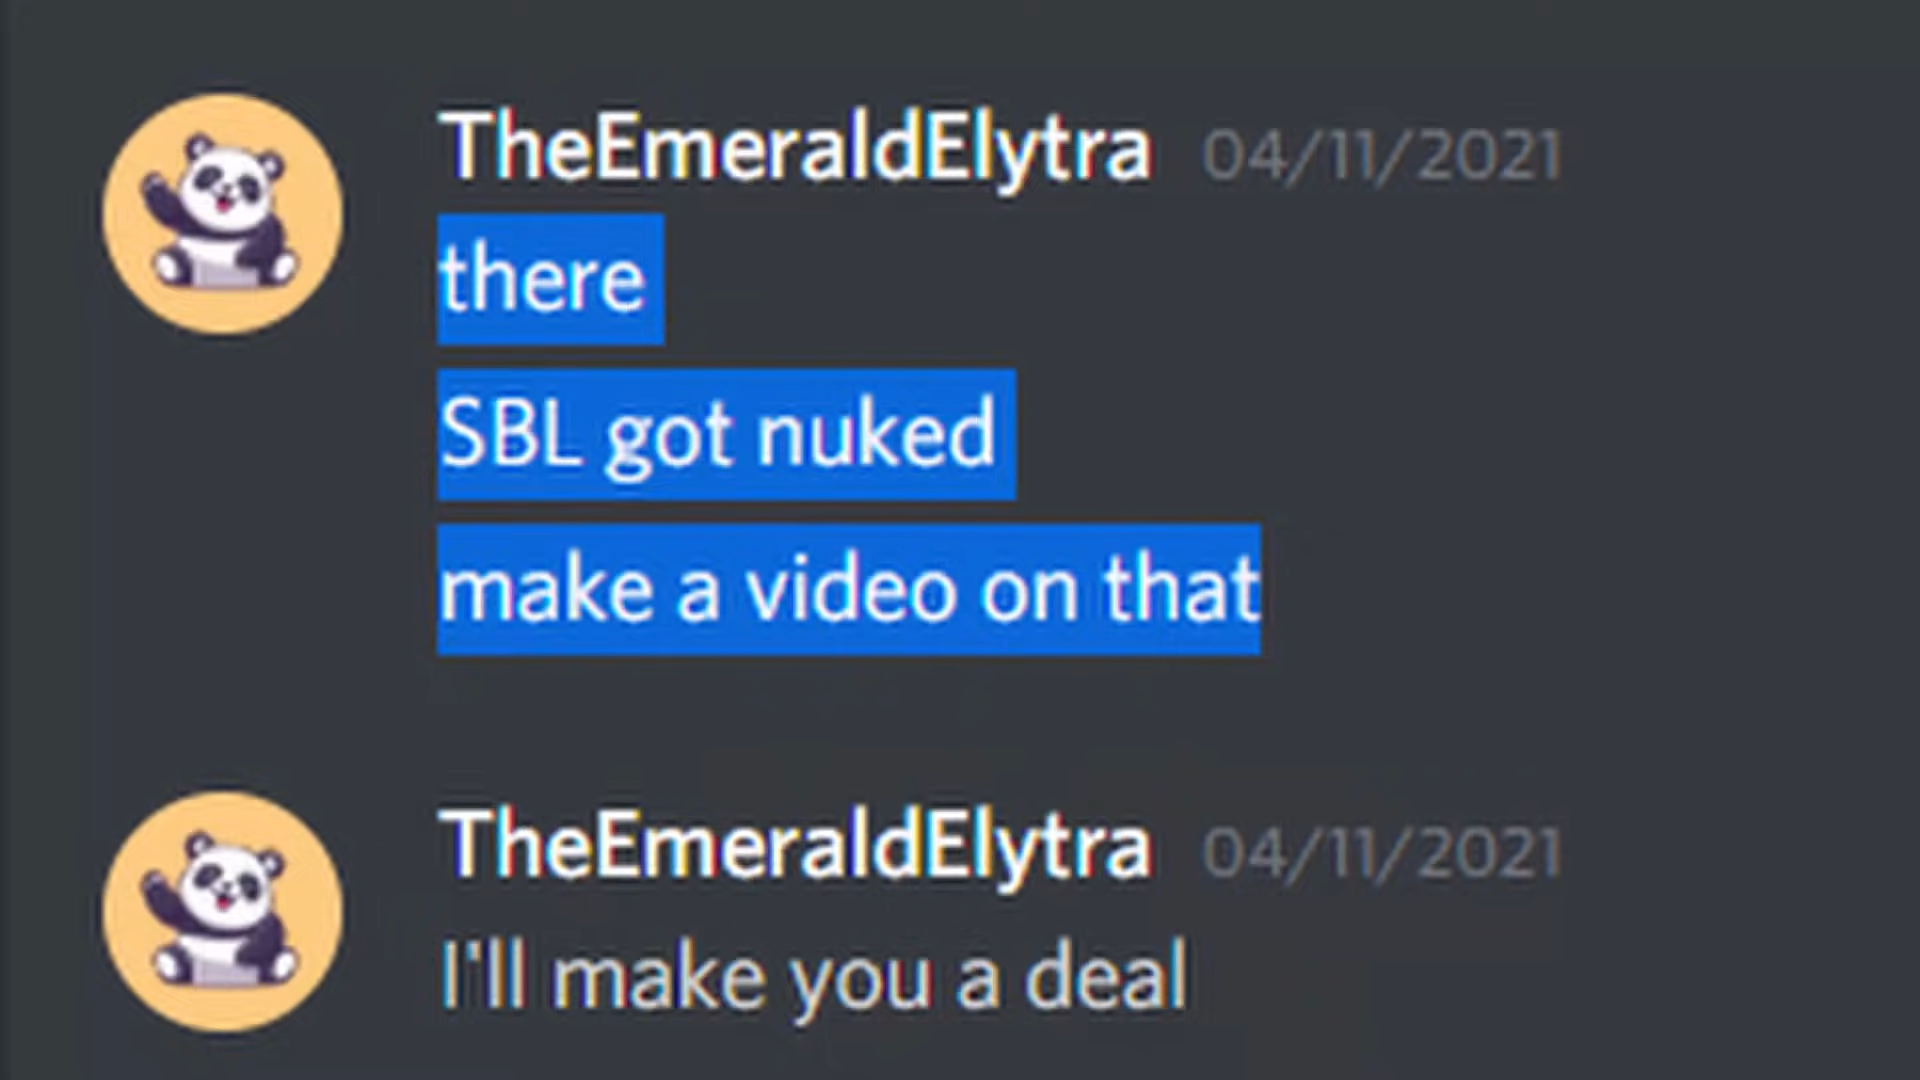 TheEmeraldElytra 04/11/2021
there
SBL got nuked
make a video on that
TheEmeraldElytra 04/11/2021
I'll make you a deal